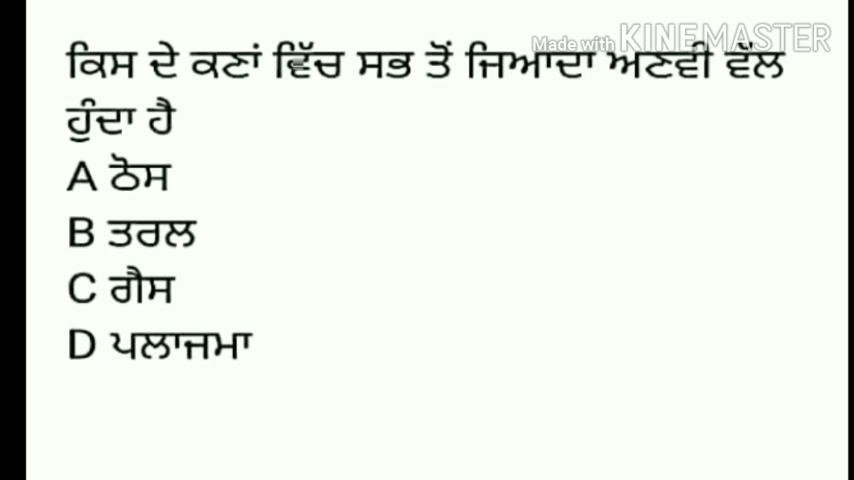 Made with KINEMASTER
ਕਿਸ ਦੇ ਕਣਾਂ ਵਿੱਚ ਸਭ ਤੋਂ ਜਿਆਦਾ ਅਣਵੀ ਵੱਲ
ਹੁੰਦਾ ਹੈ
A ਠੋਸ
B ਤਰਲ
C ਗੈਸ
D ਪਲਾਜਮਾ